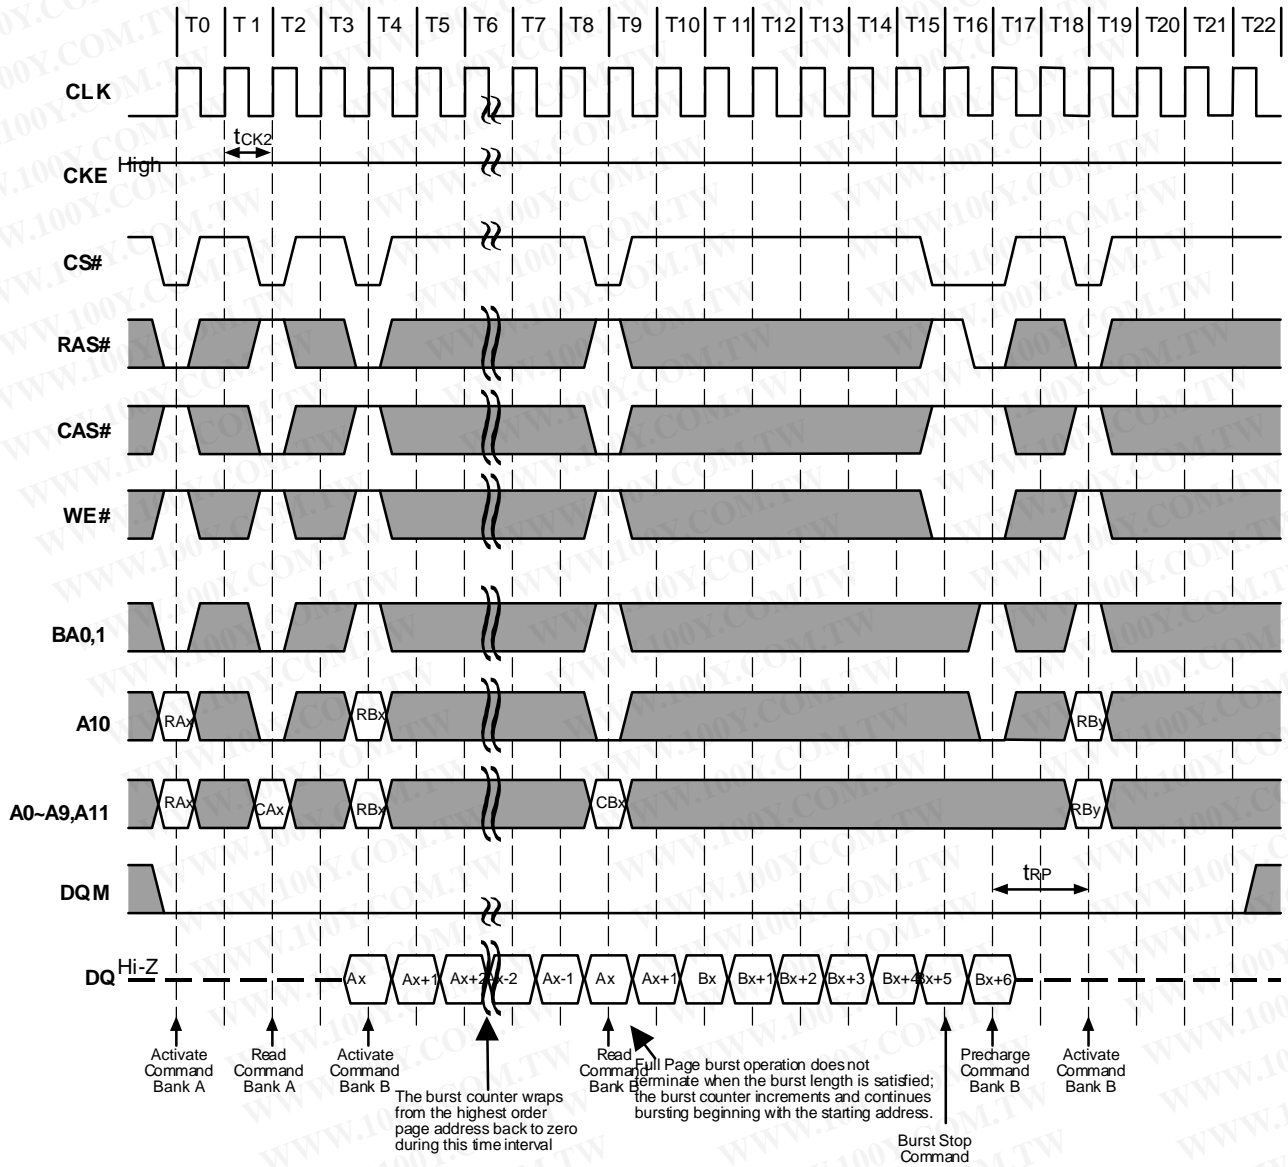 T0 T 1 T2 T3 T4 T5 T6 T7 T8 T9 T10 T 11 T12 T13 T14 T15 T16 T17 T18 T19 T20 T21 T22
CLK
tCK2
CKE High
CS#
RAS#
CAS#
WE#
BA0,1
A10 RAx RBx RBy
A0~A9,A11 RAx CAx RBx CBx RBy
DQM tRP
DQ Hi-Z Ax Ax+1 Ax+2 Ax-2 Ax-1 Ax Ax+1 Bx Bx+1 Bx+2 Bx+3 Bx+4 Bx+5 Bx+6
Activate
Command
Bank A
Read
Command
Bank A
Activate
Command
Bank B
The burst counter wraps
from the highest order
page address back to zero
during this time interval
Read
Command
Bank B
Full Page burst operation does not
terminate when the burst length is satisfied;
the burst counter increments and continues
bursting beginning with the starting address.
Burst Stop
Command
Precharge
Command
Bank B
Activate
Command
Bank B
WWW.100Y.COM.TW